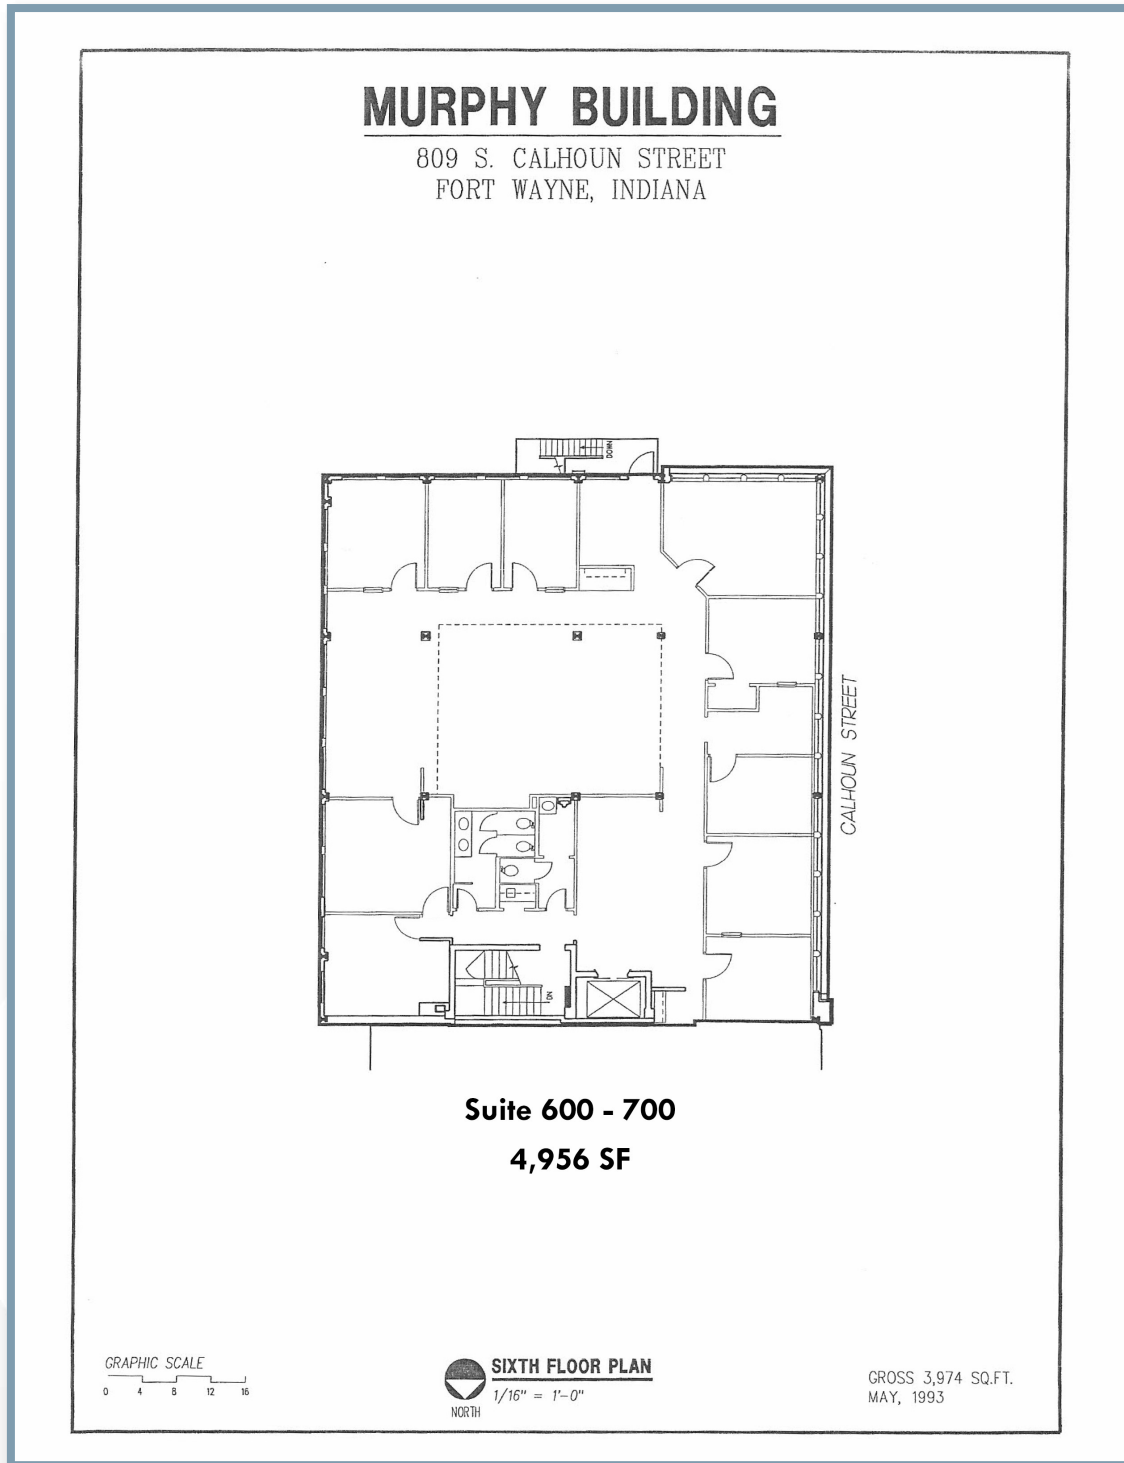 MURPHY BUILDING
809 S. CALHOUN STREET
FORT WAYNE, INDIANA
DOWN
CALHOUN STREET
DN
Suite 600 - 700
4,956 SF
GRAPHIC SCALE
0 4 8 12 16
SIXTH FLOOR PLAN
1/16" = 1'-0"
NORTH
GROSS 3,974 SQ.FT.
MAY, 1993